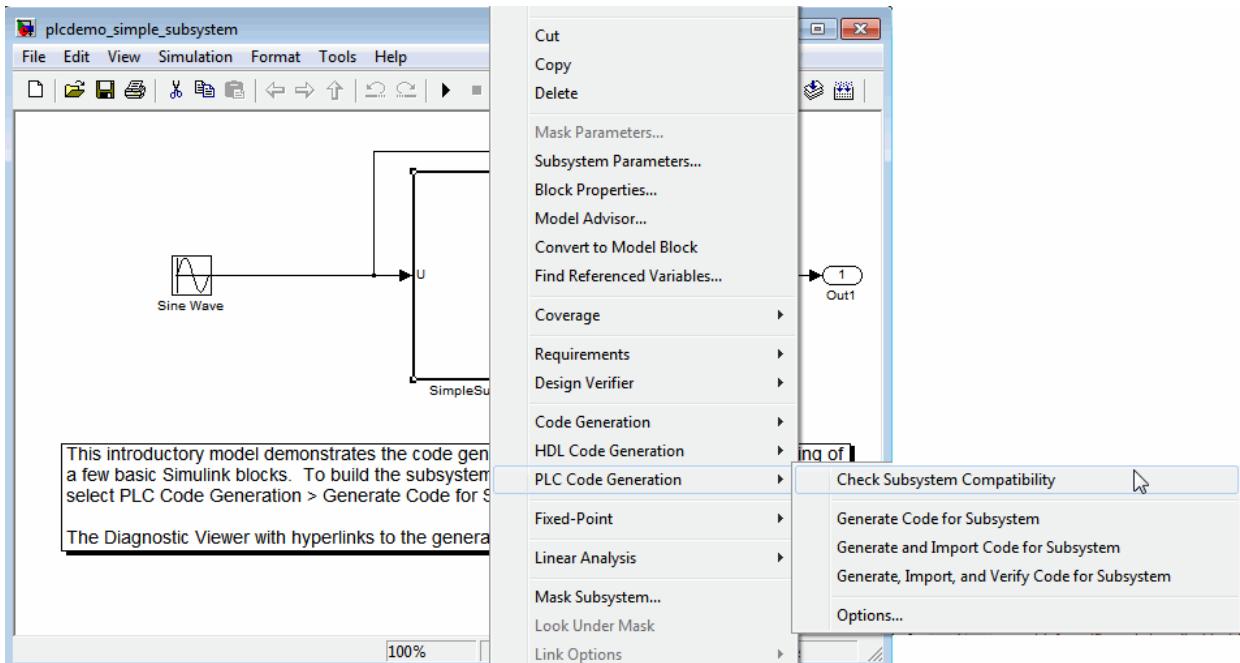 plcdemo_simple_subsystem
File Edit View Simulation Format Tools Help
U
Sine Wave
SimpleSu
1
Out1
This introductory model demonstrates the code gen
ing of
a few basic Simulink blocks. To build the subsystem
select PLC Code Generation > Generate Code for S
The Diagnostic Viewer with hyperlinks to the genera
100%
Cut
Copy
Delete
Mask Parameters...
Subsystem Parameters...
Block Properties...
Model Advisor...
Convert to Model Block
Find Referenced Variables...
Coverage
Requirements
Design Verifier
Code Generation
HDL Code Generation
PLC Code Generation
Fixed-Point
Linear Analysis
Mask Subsystem...
Look Under Mask
Link Options
Check Subsystem Compatibility
Generate Code for Subsystem
Generate and Import Code for Subsystem
Generate, Import, and Verify Code for Subsystem
Options...